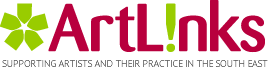 ArtL!nks
SUPPORTING ARTISTS AND THEIR PRACTICE IN THE SOUTH EAST